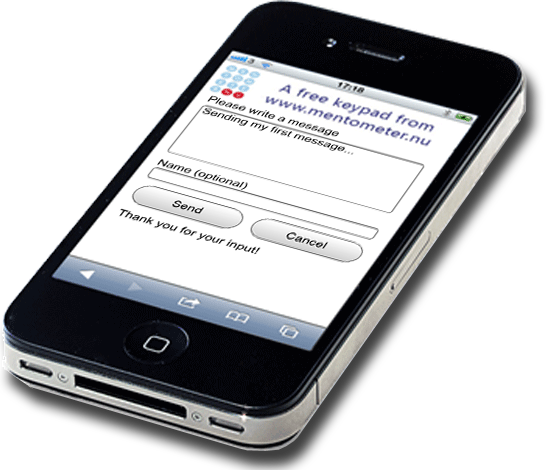 3 17:18
A free keypad from
www.mentometer.nu
Please write a message
Sending my first message...
Name (optional)
Send Cancel
Thank you for your input!